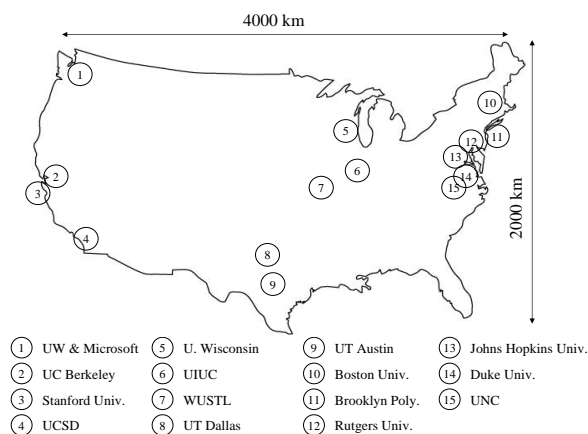 4000 km
1
10
5
12
11
13
6
2
14
7
15
3
4
8
9
2000 km
1 UW & Microsoft
5 U. Wisconsin
9 UT Austin
13 Johns Hopkins Univ.
2 UC Berkeley
6 UIUC
10 Boston Univ.
14 Duke Univ.
3 Stanford Univ.
7 WUSTL
11 Brooklyn Poly.
15 UNC
4 UCSD
8 UT Dallas
12 Rutgers Univ.